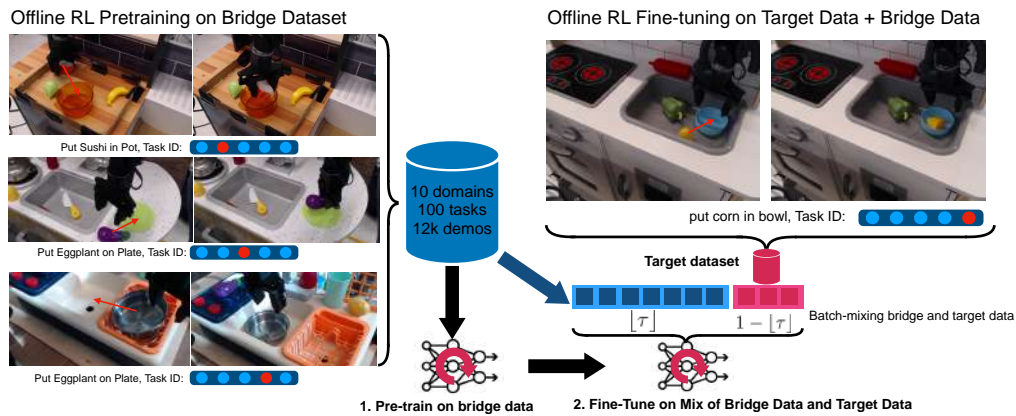 Offline RL Pretraining on Bridge Dataset
Offline RL Fine-tuning on Target Data + Bridge Data
Put Sushi in Pot, Task ID:
Put Eggplant on Plate, Task ID:
Put Eggplant on Plate, Task ID:
10 domains
100 tasks
12k demos
put corn in bowl, Task ID:
Target dataset
Batch-mixing bridge and target data
⌊τ⌋
1 − ⌊τ⌋
1. Pre-train on bridge data
2. Fine-Tune on Mix of Bridge Data and Target Data